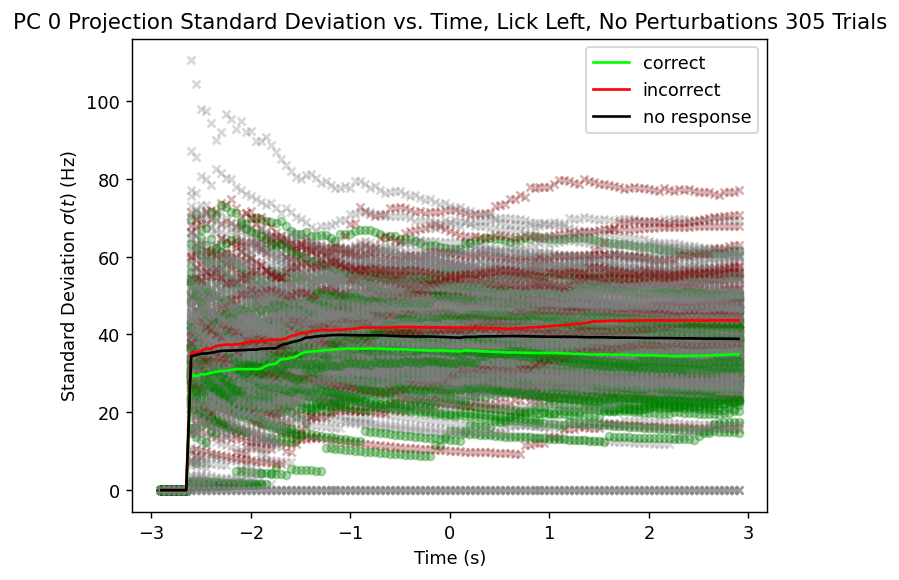 PC 0 Projection Standard Deviation vs. Time, Lick Left, No Perturbations 305 Trials
correct
incorrect
no response
Standard Deviation σ(t) (Hz)
100
80
60
40
20
0
−3
−2
−1
0
1
2
3
Time (s)